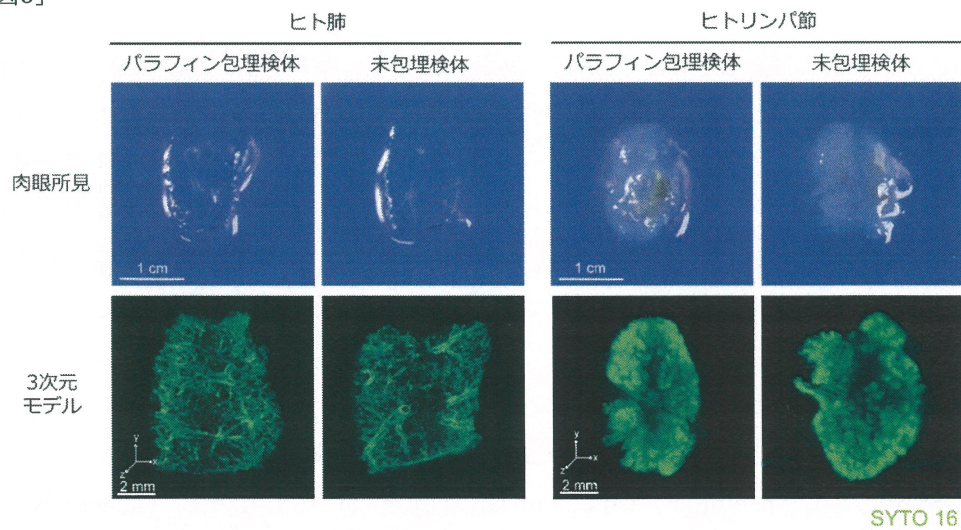 図6」
ヒト肺
ヒトリンパ節
パラフィン包埋検体
未包埋検体
パラフィン包埋検体
未包埋検体
肉眼所見
1 cm
1 cm
3次元
モデル
y
z
x
2 mm
y
z
x
2 mm
SYTO 16